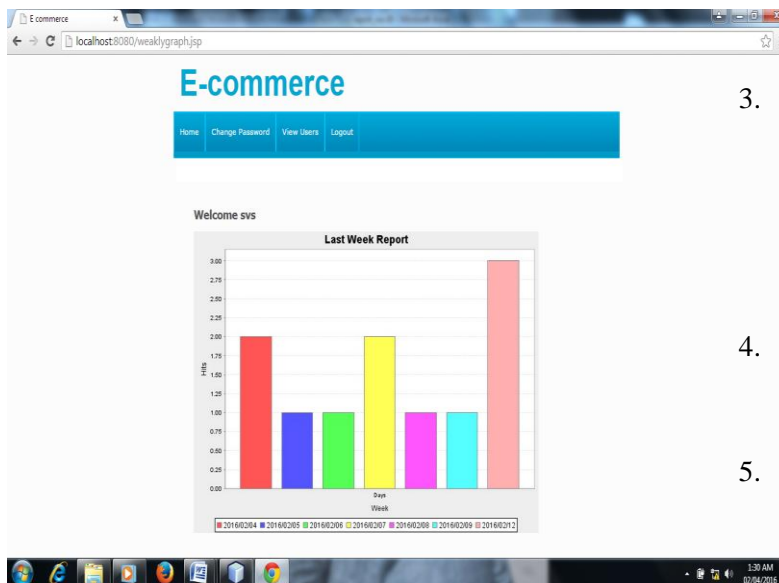 E commerce
localhost:8080/weaklygraph.jsp
E-commerce
3.
Home Change Password View Users Logout
Welcome svs
Last Week Report
3.00
2.75
2.50
2.25
2.00
1.75
1.50
1.25
1.00
0.75
0.50
0.25
0.00
Hits
4.
5.
Days
Week
2016/02/04 2016/02/05 2016/02/06 2016/02/07 2016/02/08 2016/02/09 2016/02/12
1:30 AM
02/04/2016